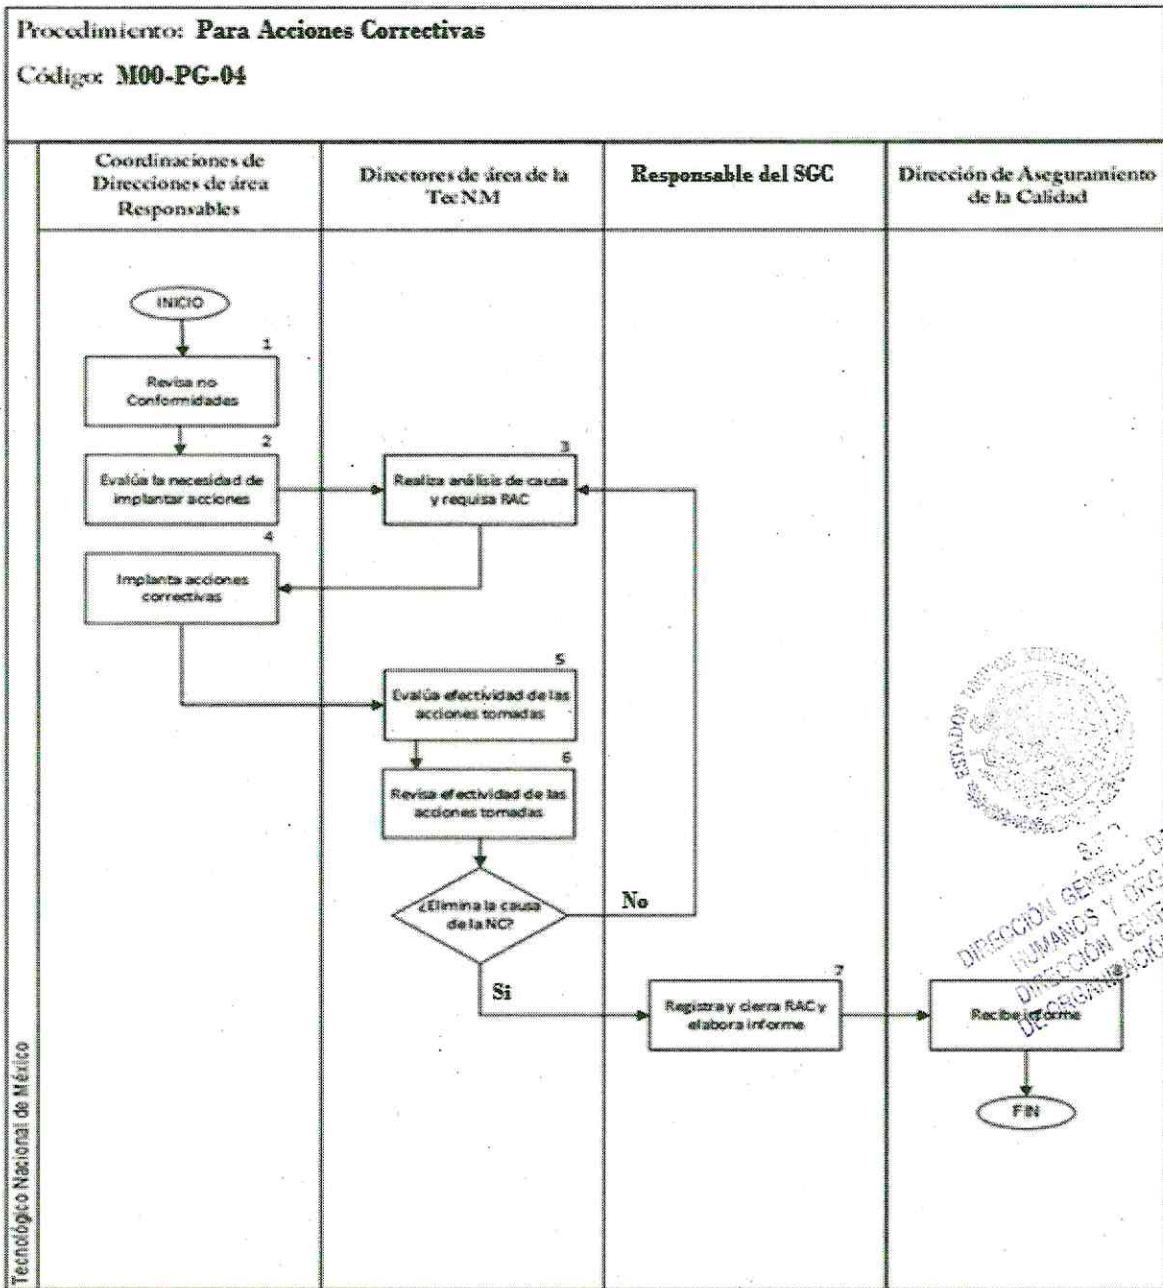 Procedimiento: Para Acciones Correctivas
Código: M00-PG-04
Coordinaciones de
Direcciones de área
Responsables
Directores de área de la
TecNM
Responsable del SGC
Dirección de Aseguramiento
de la Calidad
INICIO
1
Revisa no
Conformidades
2
Evalúa la necesidad de
implantar acciones
3
Realiza análisis de causa
y requisa RAC
4
Implanta acciones
correctivas
5
Evalúa efectividad de las
acciones tomadas
6
Revisa efectividad de las
acciones tomadas
¿Elimina la causa
de la NC?
No
Si
7
Registra y cierra RAC y
elabora informe
8
Recibe informe
FIN
Tecnológico Nacional de México
ESTADOS UNIDOS
DIRECCIÓN
HUMANOS Y
DIRECCIÓN
DE ORGANIZACIÓN